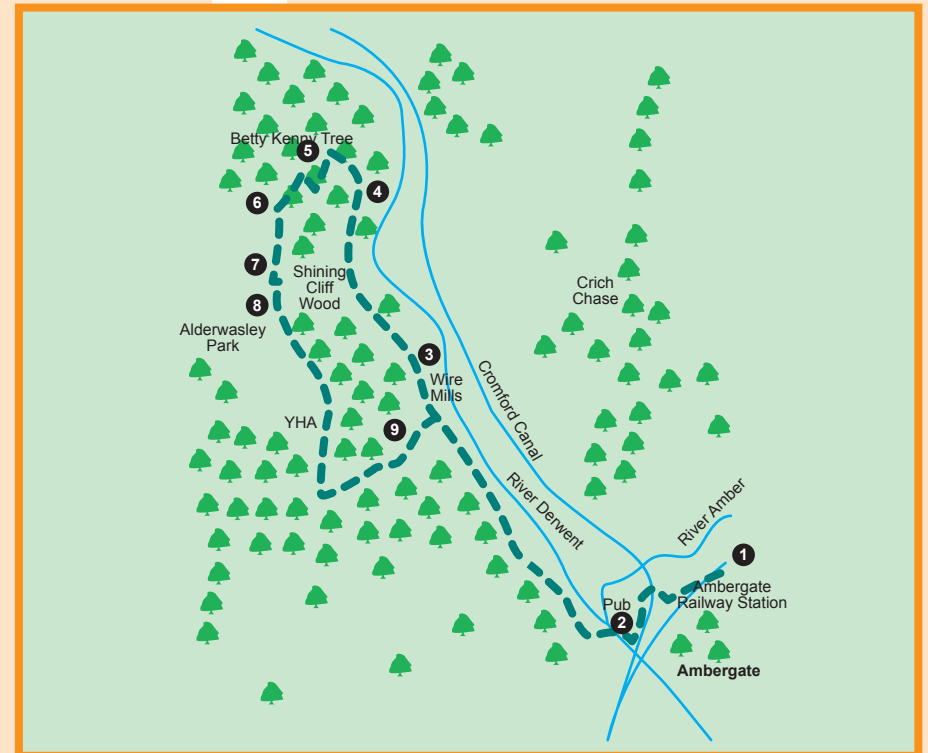 Betty Kenny Tree
5
4
6
7
Shining
Cliff
Wood
8
Alderwasley
Park
Crich
Chase
3
Wire
Mills
Cromford Canal
YHA
9
River Derwent
River Amber
1
Ambergate
Railway Station
Pub
2
Ambergate